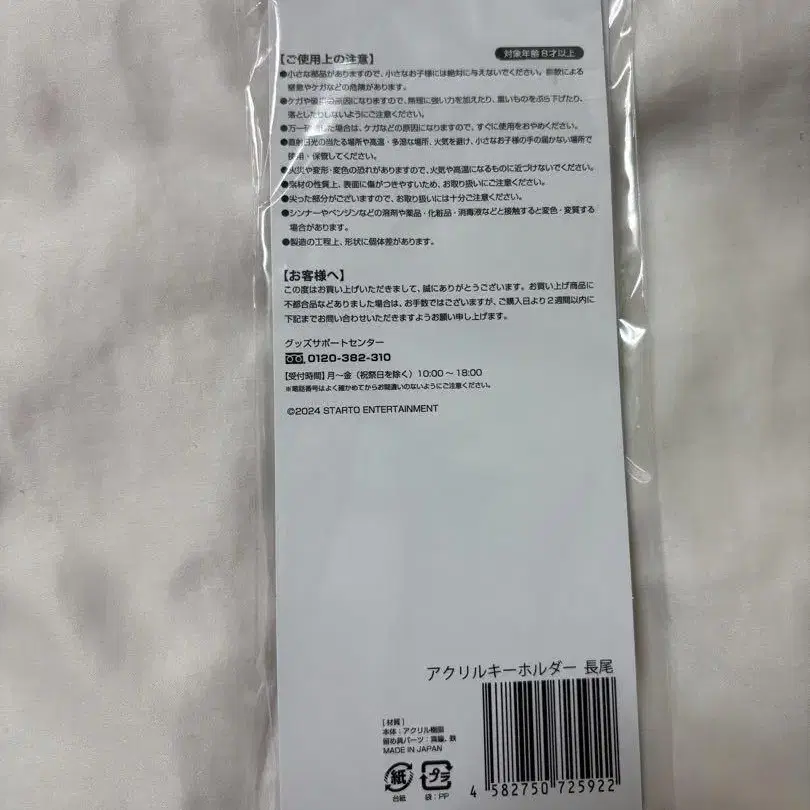 【ご使用上の注意】
対象年齢8才以上
●小さな部品がありますので、小さなお子様には絶対に与えないでください。誤飲による
窒息やケガなどの危険があります。
●ケガや破損の原因になりますので、無理に強い力を加えたり、重いものをぶら下げたり、
落としたりしないようにご注意ください。
●万一破損した場合は、ケガなどの原因になりますので、すぐに使用をおやめください。
●直射日光の当たる場所や高温・多湿な場所、火気を避け、小さなお子様の手の届かない場所で
使用・保管してください。
●火災や変形・変色の恐れがありますので、火気や高温になるものに近づけないでください。
●素材の性質上、表面に傷がつきやすいため、お取り扱いにご注意ください。
●尖った部分がございますので、お取り扱いには十分ご注意ください。
●シンナーやベンジンなどの溶剤や薬品・化粧品・消毒液などと接触すると変色・変質する
場合があります。
●製造の工程上、形状に個体差があります。
【お客様へ】
この度はお買い上げいただきまして、誠にありがとうございます。お買い上げ商品に
不都合品などありました場合は、お手数ではございますが、ご購入日より2週間以内に
下記までお問い合わせいただきますようお願い申し上げます。
グッズサポートセンター
0120-382-310
【受付時間】月〜金（祝祭日を除く）10:00〜18:00
※電話番号はよく確かめてからお間違いのないようにご注意ください。
©2024 STARTO ENTERTAINMENT
アクリルキーホルダー 長尾
[材質]
本体：アクリル樹脂
留め具パーツ：真鍮、鉄
MADE IN JAPAN
紙
台紙
プラ
袋：PP
4 582750 725922